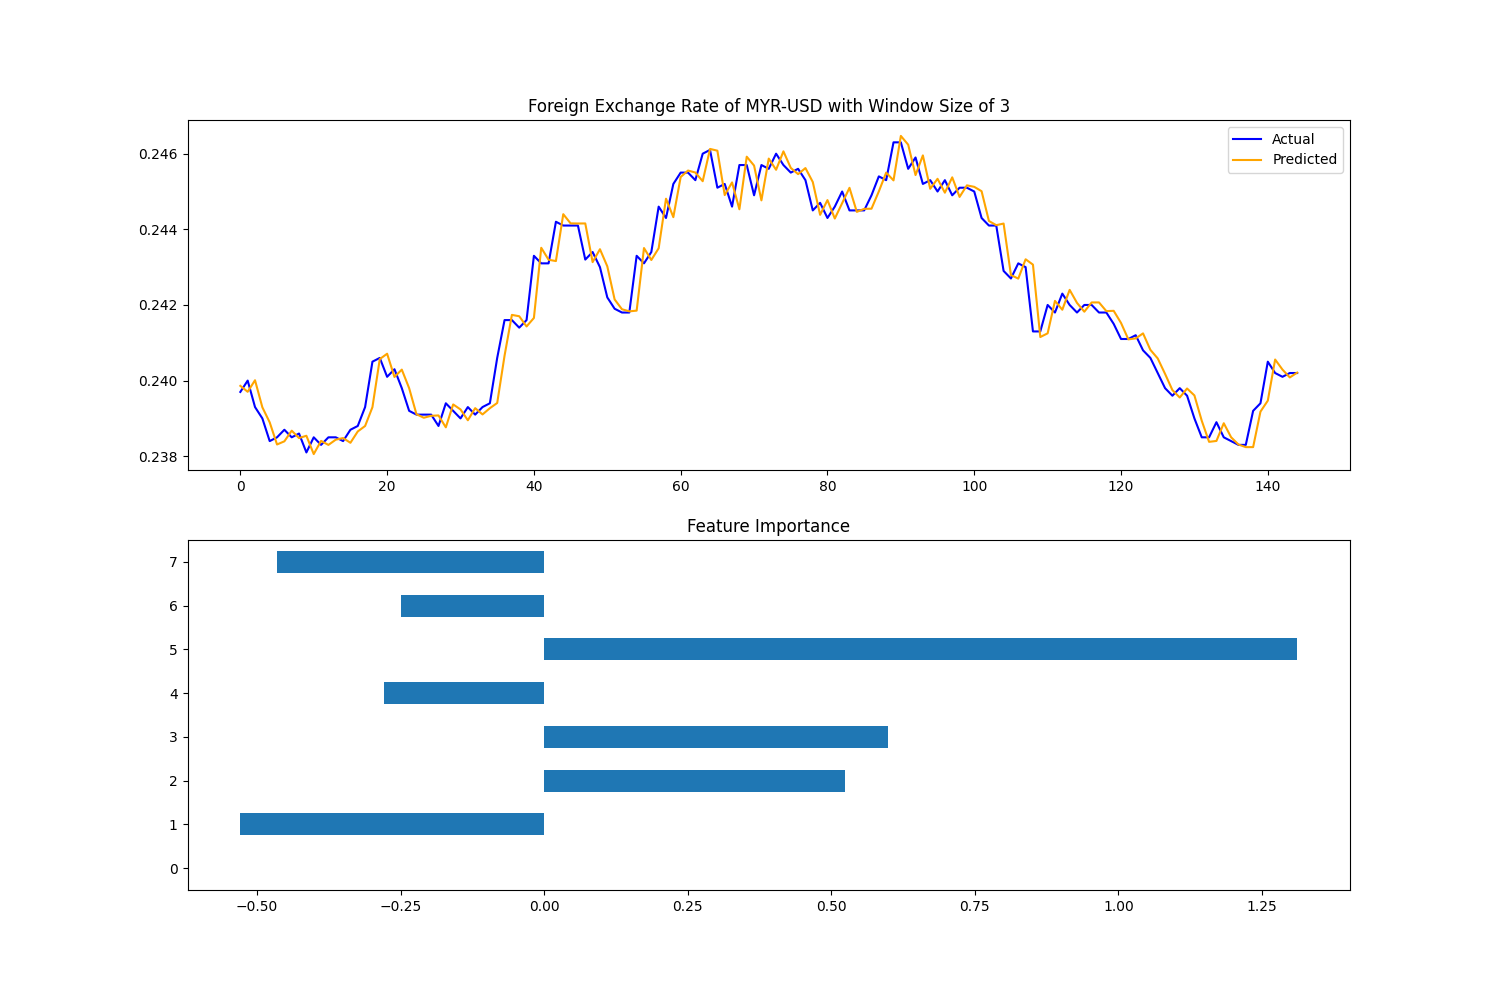 Foreign Exchange Rate of MYR-USD with Window Size of 3
Actual
Predicted
0.246
0.244
0.242
0.240
0.238
0 20 40 60 80 100 120 140
Feature Importance
7
6
5
4
3
2
1
0
−0.50 −0.25 0.00 0.25 0.50 0.75 1.00 1.25